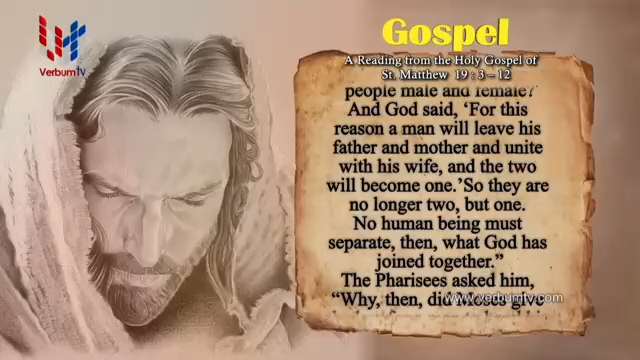 VerbumTV
Gospel
A Reading from the Holy Gospel of
St. Matthew 19 : 3 – 12
people male and female?
And God said, ‘For this
reason a man will leave his
father and mother and unite
with his wife, and the two
will become one.’So they are
no longer two, but one.
No human being must
separate, then, what God has
joined together.”
The Pharisees asked him,
“Why, then, did Moses give
www.verbumtv.com